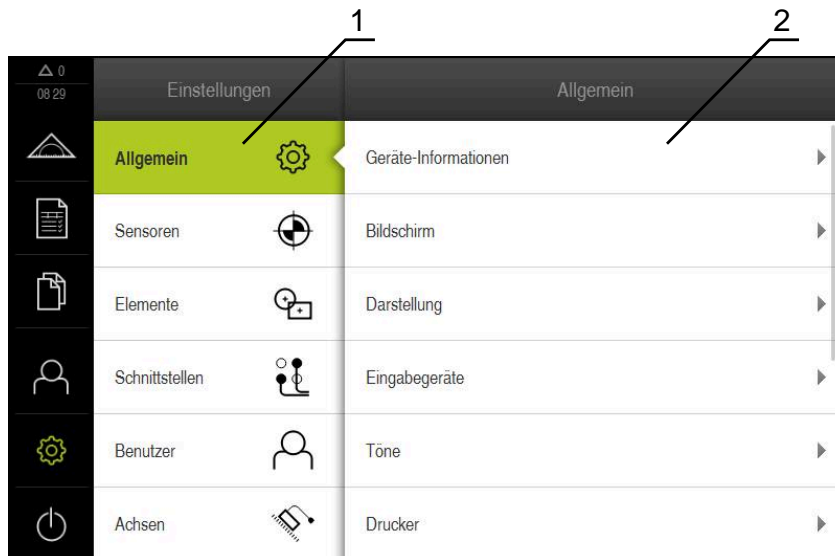 1
2
0
08 29
Einstellungen
Allgemein
Allgemein
Geräte-Informationen
Sensoren
Bildschirm
Elemente
Darstellung
Schnittstellen
Eingabegeräte
Benutzer
Töne
Achsen
Drucker